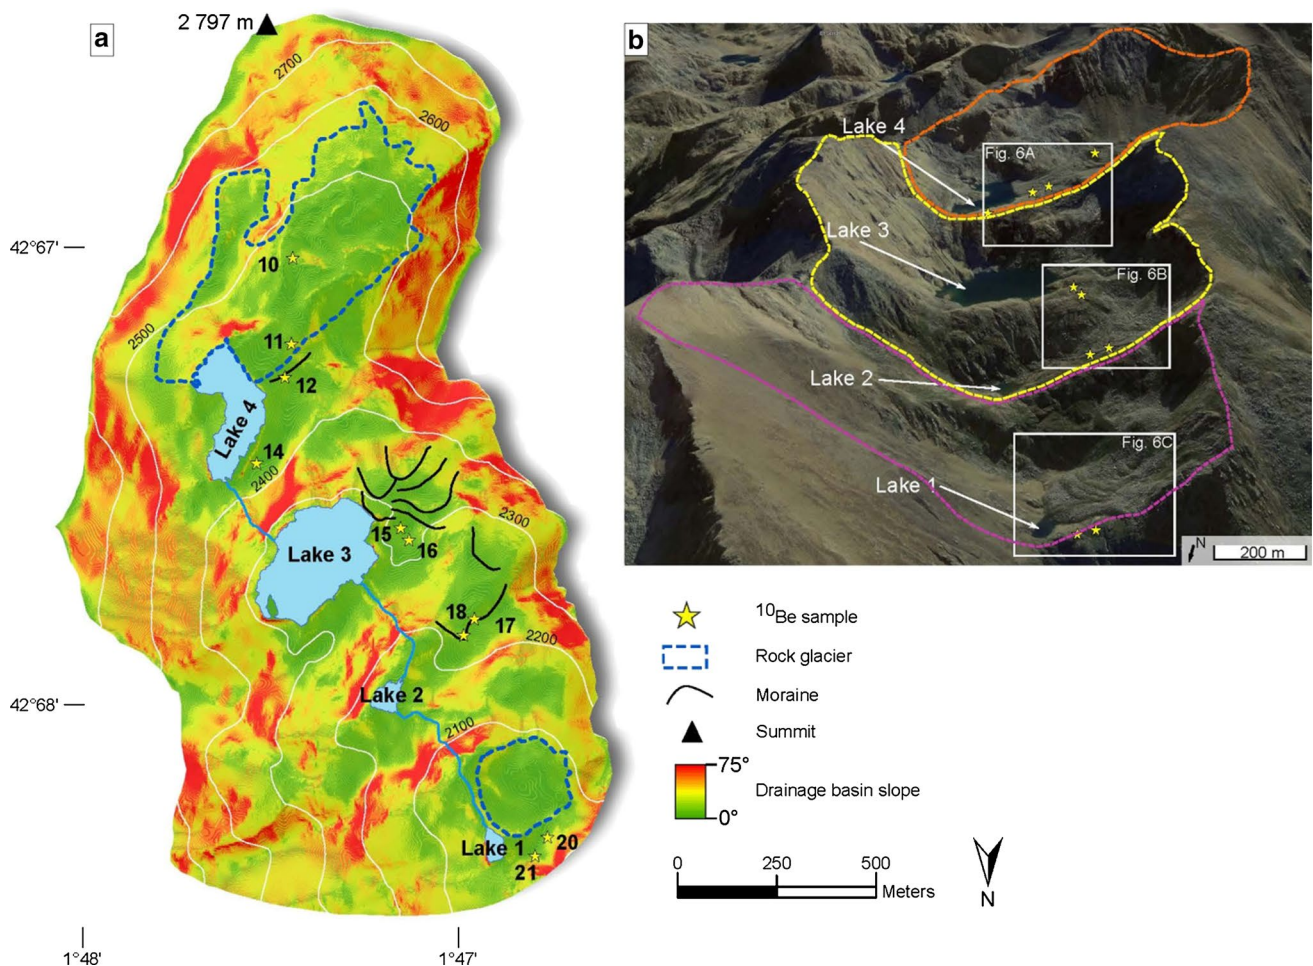 a
2 797 m
2700
2600
42°67'
10
2500
11
12
Lake 4
14
2400
15
16
2300
Lake 3
18
17
2200
42°68'
Lake 2
2100
Lake 1
20
21
1°48'
1°47'
b
Lake 4
Fig. 6A
Lake 3
Fig. 6B
Lake 2
Fig. 6C
Lake 1
N
200 m
10Be sample
Rock glacier
Moraine
Summit
75°
Drainage basin slope
0°
0 250 500
Meters
N